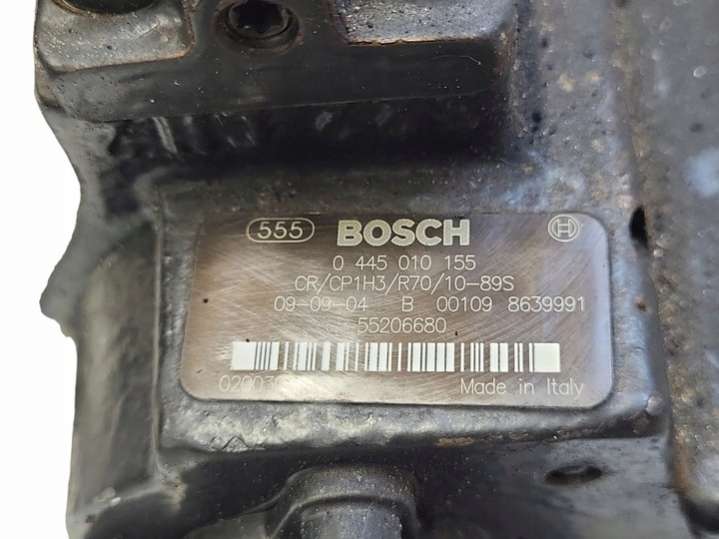 555 BOSCH
0 445 010 155
CR/CP1H3/R70/10-89S
09-09-04 B 00109 8639991
55206680
Made in Italy